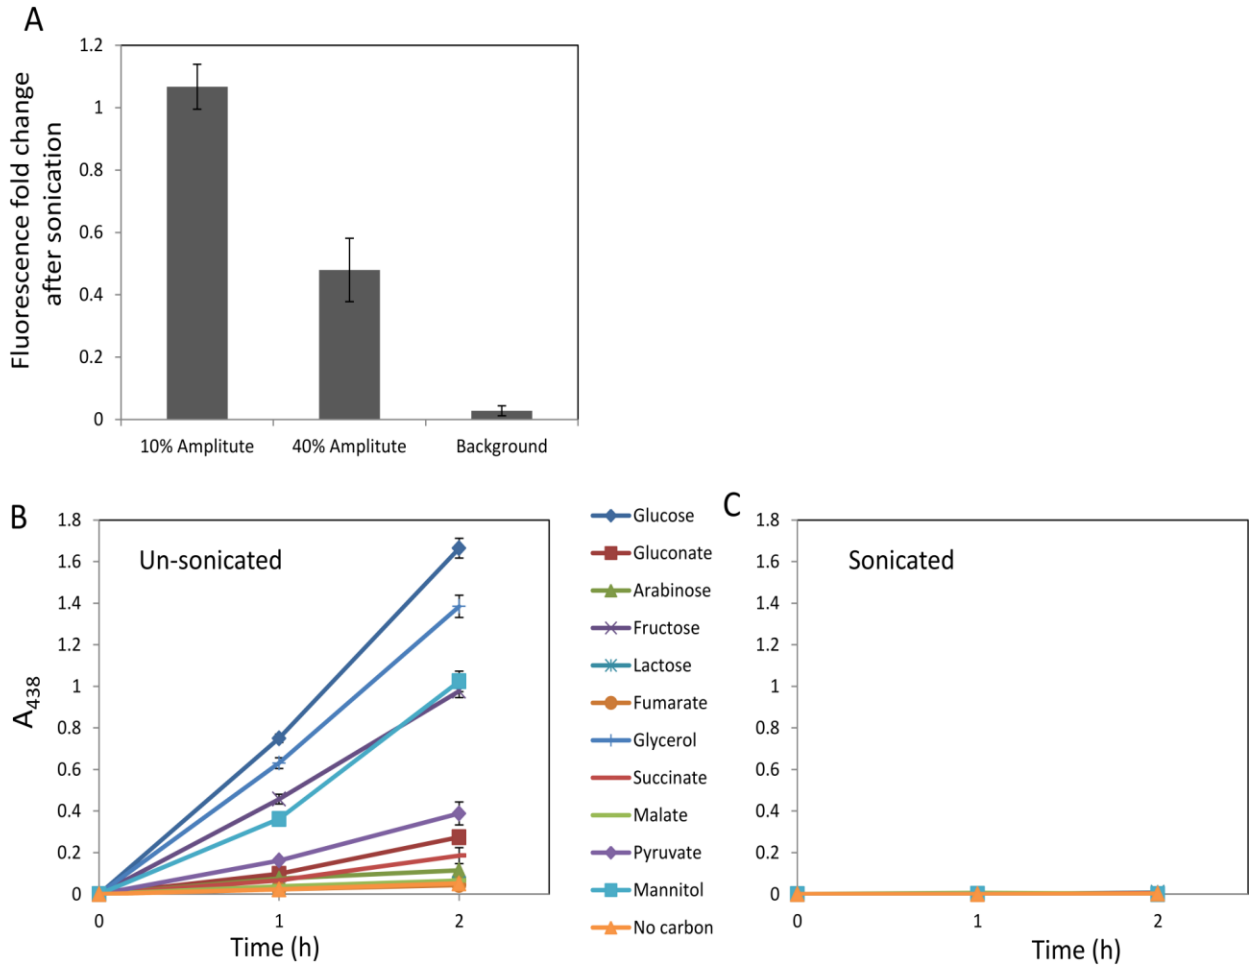 A
Fluorescence fold change
after sonication
1.2
1
0.8
0.6
0.4
0.2
0
10% Amplitute
40% Amplitute
Background
B
Un-sonicated
A438
1.8
1.6
1.4
1.2
1
0.8
0.6
0.4
0.2
0
0
1
2
Time (h)
Glucose
Gluconate
Arabinose
Fructose
Lactose
Fumarate
Glycerol
Succinate
Malate
Pyruvate
Mannitol
No carbon
C
Sonicated
1.8
1.6
1.4
1.2
1
0.8
0.6
0.4
0.2
0
0
1
2
Time (h)